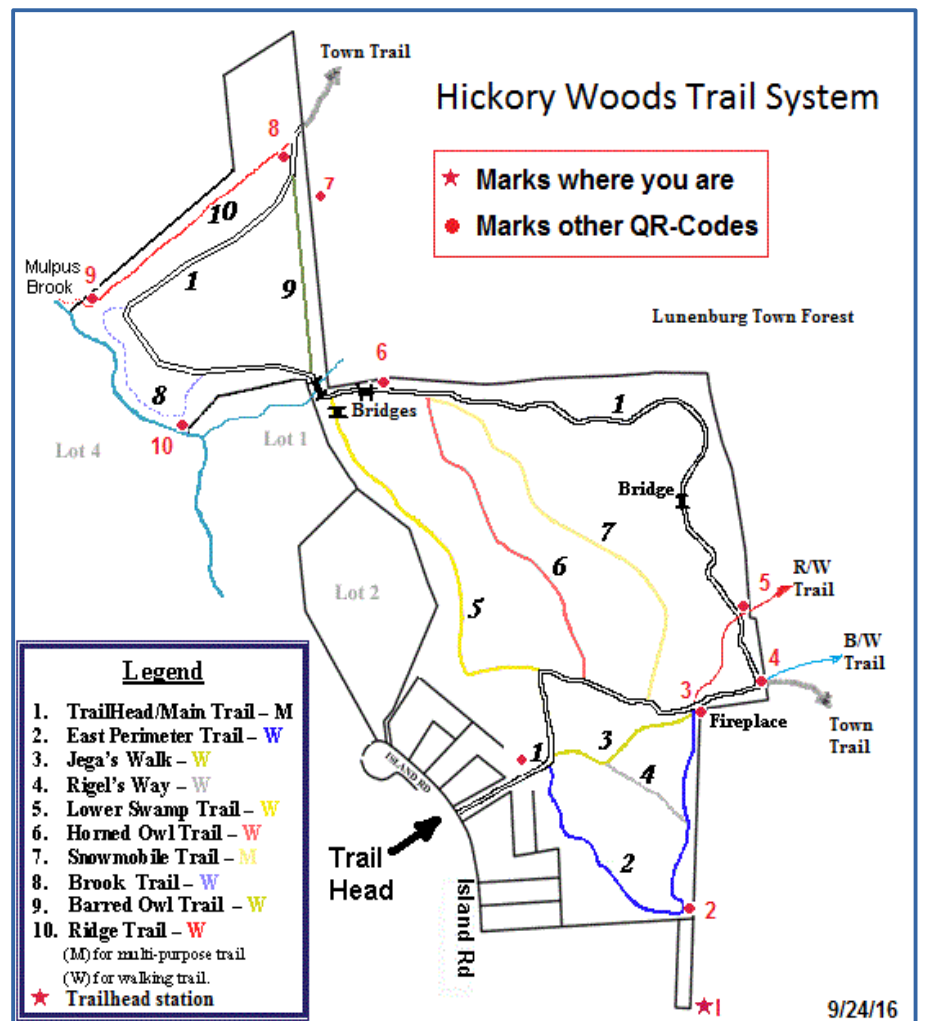 Town Trail
Hickory Woods Trail System
8
★ Marks where you are
● Marks other QR-Codes
7
10
Mulpus
Brook
9
1
9
Lunenburg Town Forest
6
8
Bridges
1
10
Lot 1
Lot 4
Bridge
7
6
R/W
Trail
5
Lot 2
5
B/W
Trail
4
3
Fireplace
Town
Trail
Legend
1. TrailHead/Main Trail – M
2. East Perimeter Trail – W
3. Jega's Walk – W
4. Rigel's Way – W
5. Lower Swamp Trail – W
6. Horned Owl Trail – W
7. Snowmobile Trail – M
8. Brook Trail – W
9. Barred Owl Trail – W
10. Ridge Trail – W
(M) for multi-purpose trail
(W) for walking trail.
★ Trailhead station
ISLAND RD
1
3
4
Trail
Head
2
Island Rd
2
1
9/24/16